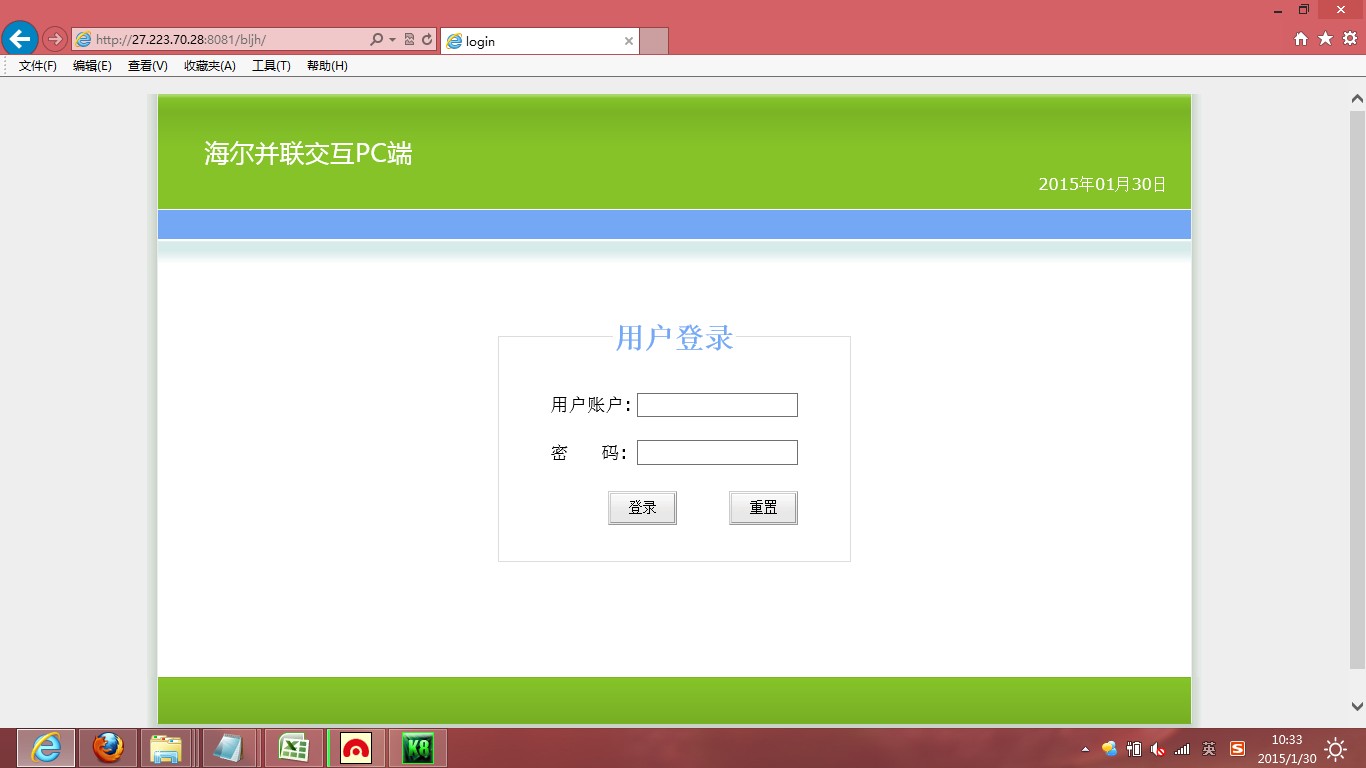 http://27.223.70.28:8081/bljh/
login
文件(F) 编辑(E) 查看(V) 收藏夹(A) 工具(T) 帮助(H)
海尔并联交互PC端
2015年01月30日
用户登录
用户账户:
密 码:
登录 重置
K8
英
S
10:33
2015/1/30